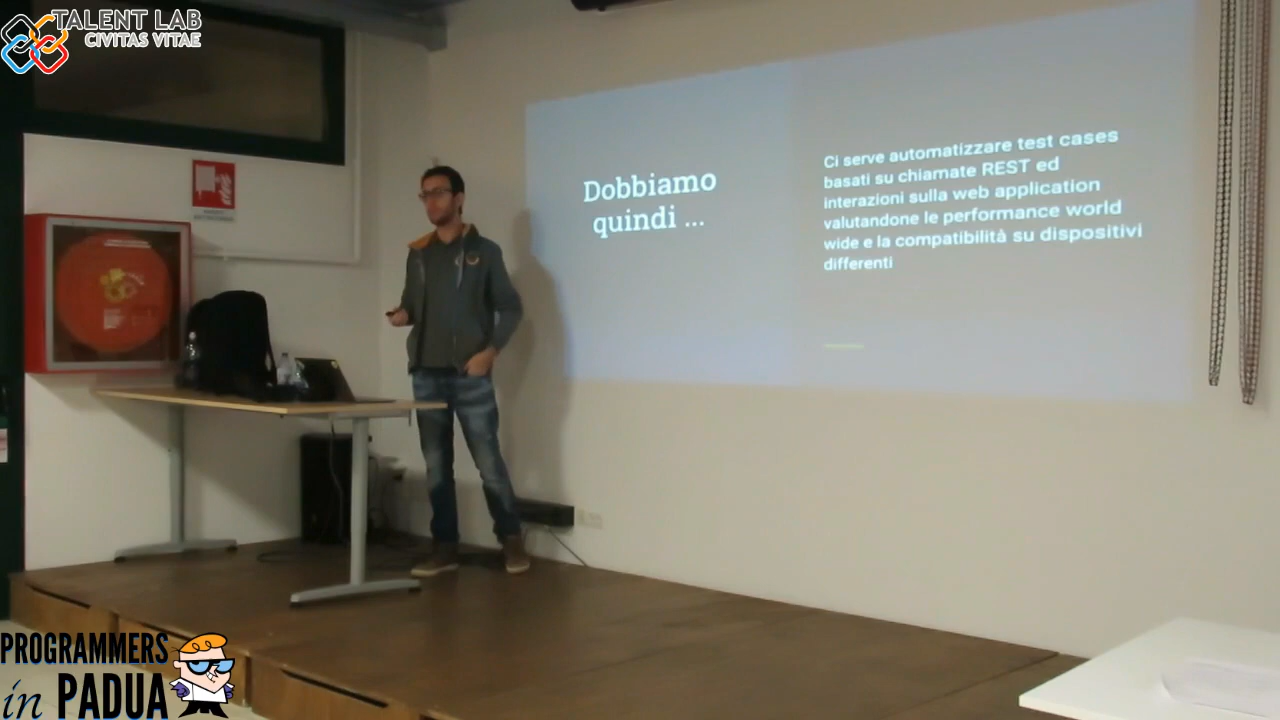 TALENT LAB
CIVITAS VITAE
Dobbiamo
quindi ...
Ci serve automatizzare test cases
basati su chiamate REST ed
interazioni sulla web application
valutandone le performance world
wide e la compatibilità su dispositivi
differenti
PROGRAMMERS
in PADUA